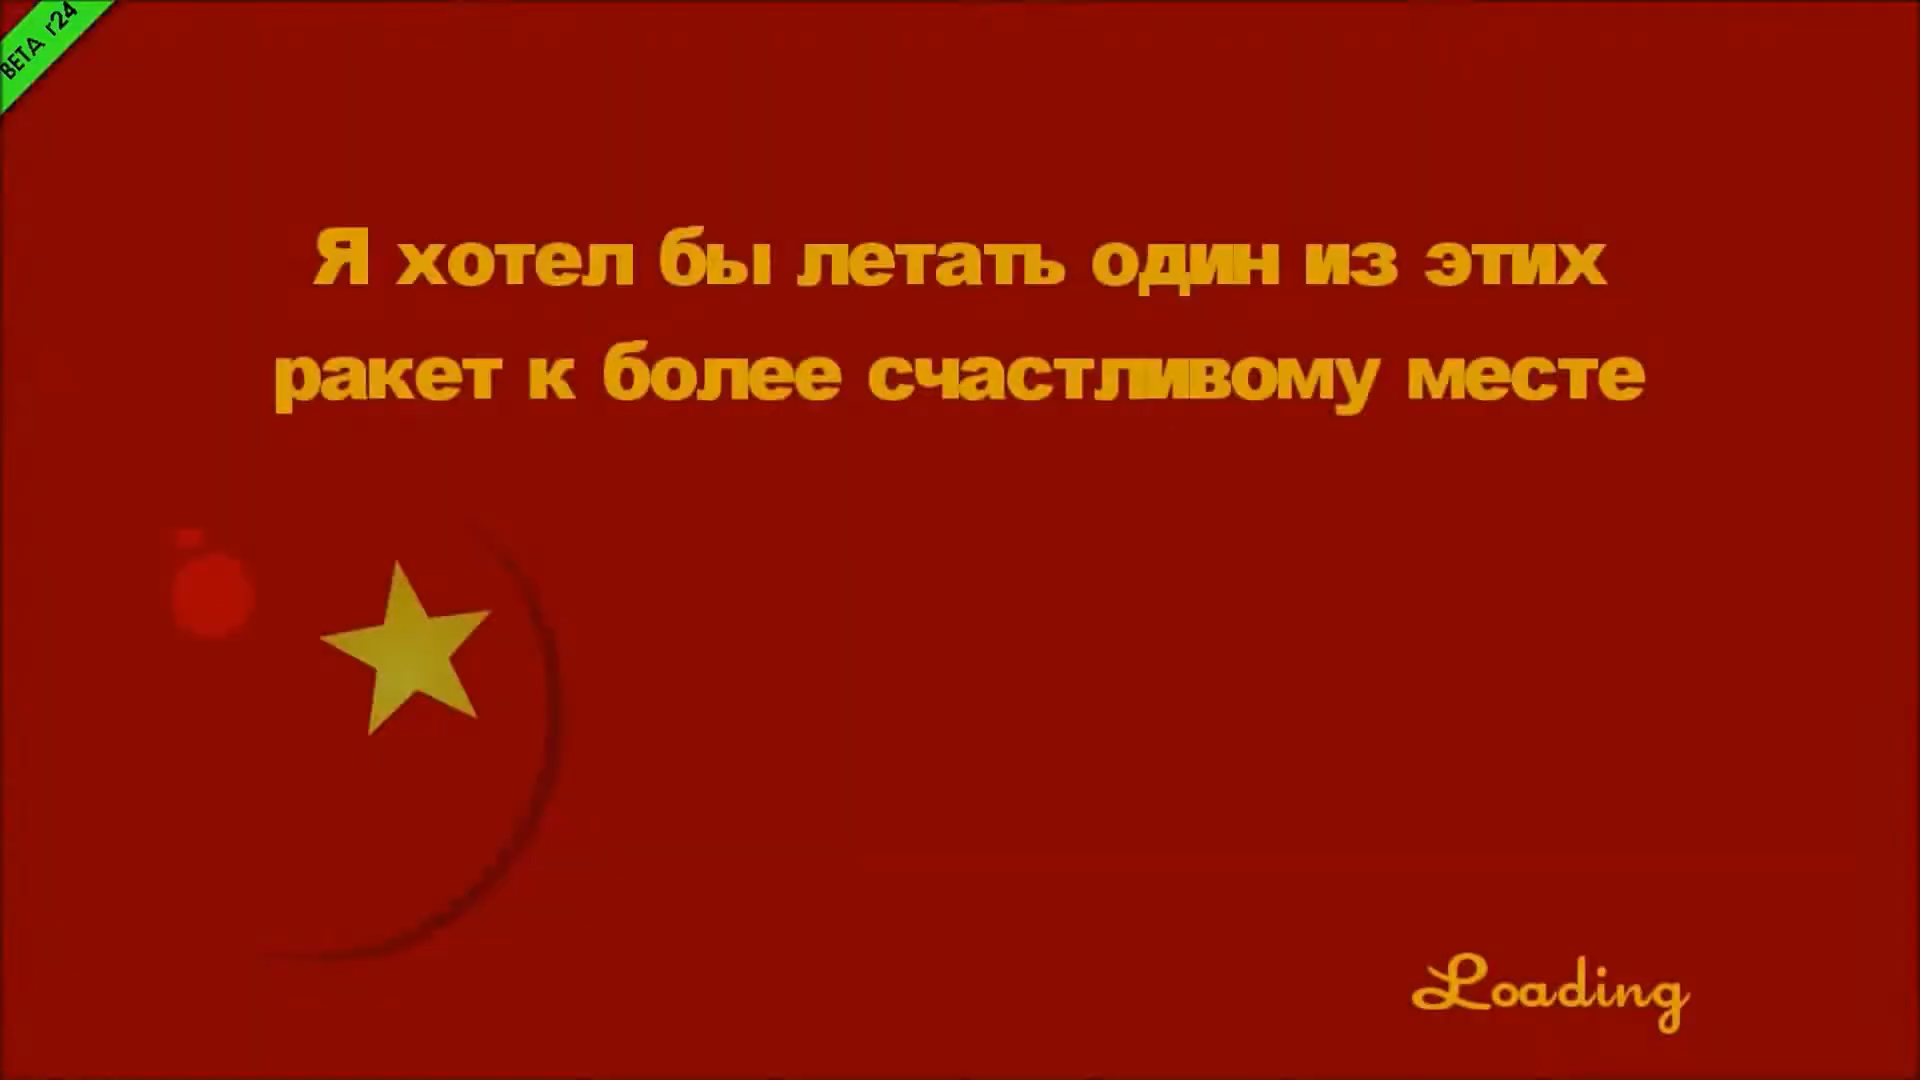 BETA r24
Я хотел бы летать один из этих
ракет к более счастливому месте
Loading